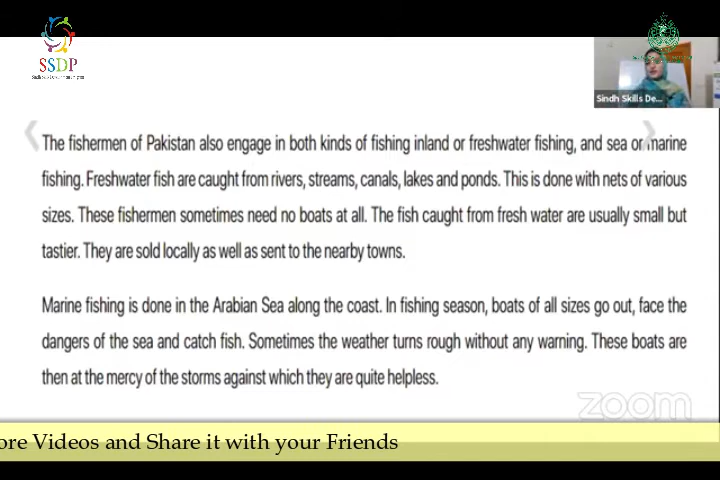 SSDP
Sindh Skills De...
The fishermen of Pakistan also engage in both kinds of fishing inland or freshwater fishing, and sea or marine
fishing. Freshwater fish are caught from rivers, streams, canals, lakes and ponds. This is done with nets of various
sizes. These fishermen sometimes need no boats at all. The fish caught from fresh water are usually small but
tastier. They are sold locally as well as sent to the nearby towns.
Marine fishing is done in the Arabian Sea along the coast. In fishing season, boats of all sizes go out, face the
dangers of the sea and catch fish. Sometimes the weather turns rough without any warning. These boats are
then at the mercy of the storms against which they are quite helpless.
zoom
ore Videos and Share it with your Friends